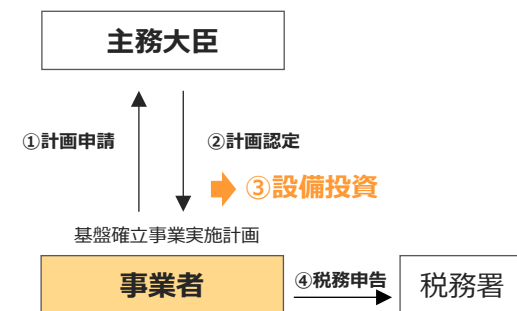 主務大臣
①計画申請
②計画認定
③設備投資
基盤確立事業実施計画
事業者
④税務申告
税務署